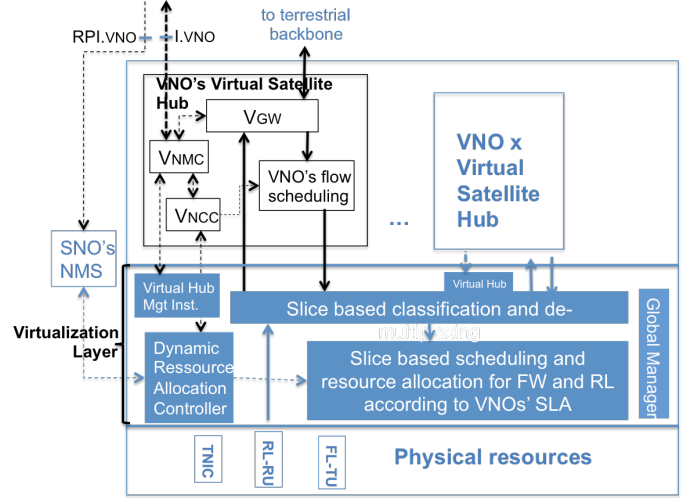 to terrestrial
backbone
RPI.VNO
I.VNO
VNO's Virtual Satellite
Hub
VGW
VNMC
VNO's flow
scheduling
VNCC
VNO x
Virtual
Satellite
Hub
...
SNO's
NMS
Virtual Hub
Mgt Inst.
Virtual Hub
Slice based classification and de-
multiplexing
Global Manager
Virtualization
Layer
Dynamic
Ressource
Allocation
Controller
Slice based scheduling and
resource allocation for FW and RL
according to VNOs' SLA
TNIC
RL-RU
FL-TU
Physical resources